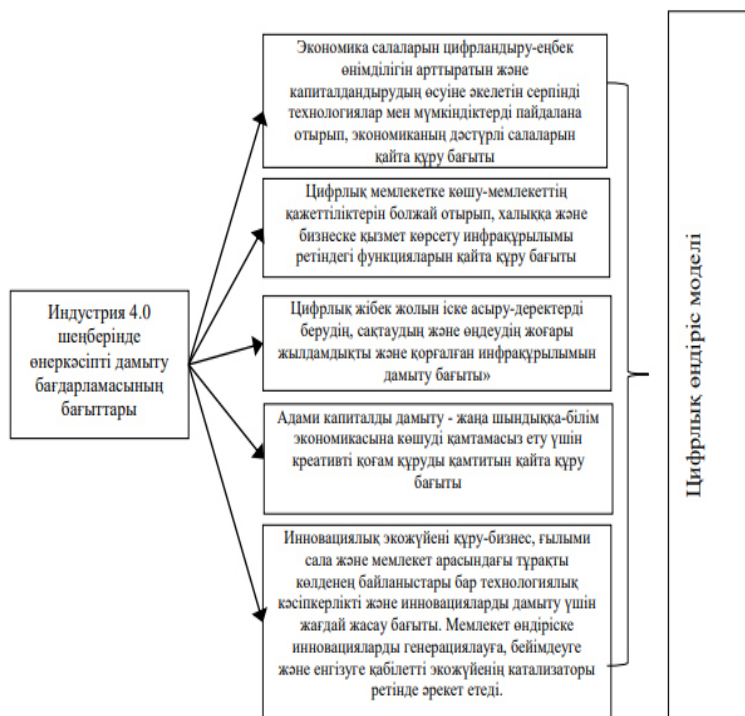 Экономика салаларын цифрландыру-еңбек
өнімділігін арттыратын және
капиталдандырудың өсуіне әкелетін серпінді
технологиялар мен мүмкіндіктерді пайдалана
отырып, экономиканың дәстүрлі салаларын
қайта құру бағыты
Цифрлық мемлекетке көшу-мемлекеттің
қажеттіліктерін болжай отырып, халыққа және
бизнеске қызмет көрсету инфрақұрылымы
ретіндегі функцияларын қайта құру бағыты
Индустрия 4.0
шеңберінде
өнеркәсіпті дамыту
бағдарламасының
бағыттары
Цифрлық жібек жолын іске асыру-деректерді
берудің, сақтаудың және өңдеудің жоғары
жылдамдықты және қорғалған инфрақұрылымын
дамыту бағыты»
Адами капиталды дамыту - жаңа шындыққа-білім
экономикасына көшуді қамтамасыз ету үшін
креативті қоғам құруды қамтитын қайта құру
бағыты
Инновациялық экожүйені құру-бизнес, ғылыми
сала және мемлекет арасындағы тұрақты
көлденең байланыстары бар технологиялық
кәсіпкерлікті және инновацияларды дамыту үшін
жағдай жасау бағыты. Мемлекет өндіріске
инновацияларды генерациялауға, бейімдеуге
және енгізуге қабілетті экожүйенің катализаторы
ретінде әрекет етеді.
Цифрлық өндіріс моделі